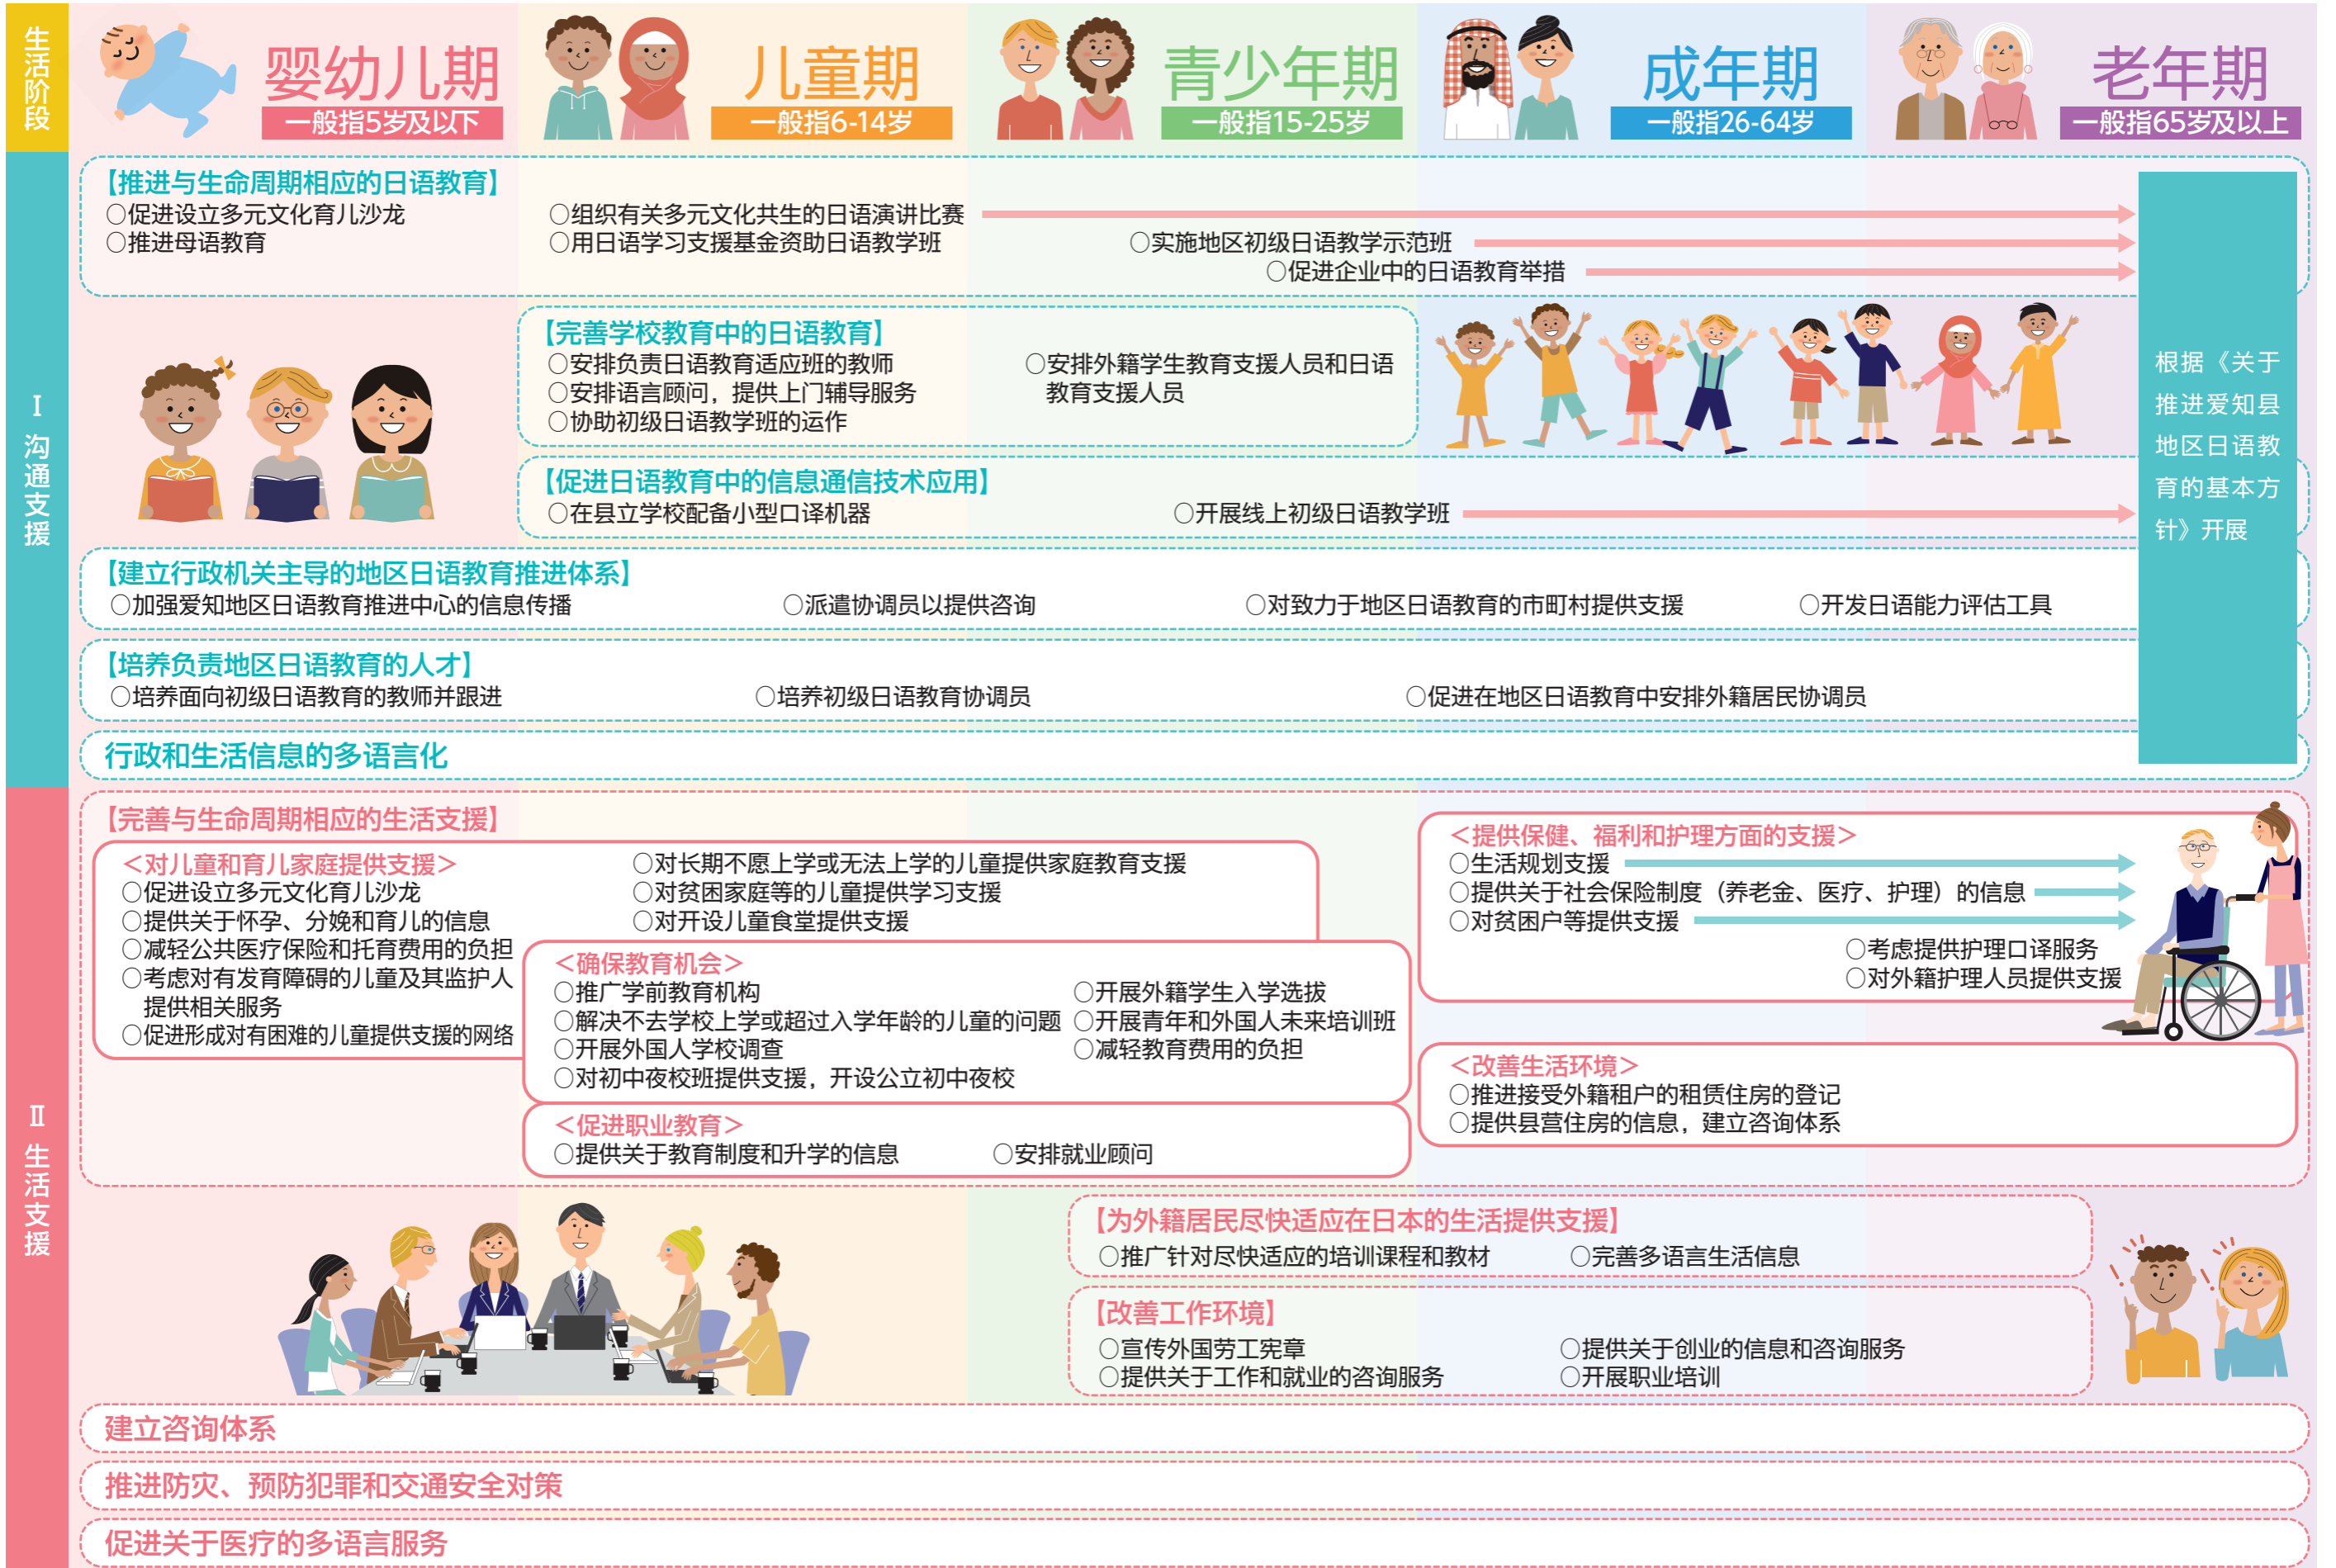 生活阶段
婴幼儿期
一般指5岁及以下
儿童期
一般指6-14岁
青少年期
一般指15-25岁
成年期
一般指26-64岁
老年期
一般指65岁及以上
Ⅰ 沟通支援
【推进与生命周期相应的日语教育】
○促进设立多元文化育儿沙龙
○推进母语教育
○组织有关多元文化共生的日语演讲比赛
○用日语学习支援基金资助日语教学班
○实施地区初级日语教学示范班
○促进企业中的日语教育举措
【完善学校教育中的日语教育】
○安排负责日语教育适应班的教师
○安排语言顾问，提供上门辅导服务
○协助初级日语教学班的运作
○安排外籍学生教育支援人员和日语
教育支援人员
【促进日语教育中的信息通信技术应用】
○在县立学校配备小型口译机器
○开展线上初级日语教学班
【建立行政机关主导的地区日语教育推进体系】
○加强爱知地区日语教育推进中心的信息传播
○派遣协调员以提供咨询
○对致力于地区日语教育的市町村提供支援
○开发日语能力评估工具
【培养负责地区日语教育的人才】
○培养面向初级日语教育的教师并跟进
○培养初级日语教育协调员
○促进在地区日语教育中安排外籍居民协调员
行政和生活信息的多语言化
根据《关于
推进爱知县
地区日语教
育的基本方
针》开展
Ⅱ 生活支援
【完善与生命周期相应的生活支援】
＜对儿童和育儿家庭提供支援＞
○促进设立多元文化育儿沙龙
○提供关于怀孕、分娩和育儿的信息
○减轻公共医疗保险和托育费用的负担
○考虑对有发育障碍的儿童及其监护人
提供相关服务
○促进形成对有困难的儿童提供支援的网络
○对长期不愿上学或无法上学的儿童提供家庭教育支援
○对贫困家庭等的儿童提供学习支援
○对开设儿童食堂提供支援
＜确保教育机会＞
○推广学前教育机构
○解决不去学校上学或超过入学年龄的儿童的问题
○开展外国人学校调查
○对初中夜校班提供支援，开设公立初中夜校
○开展外籍学生入学选拔
○开展青年和外国人未来培训班
○减轻教育费用的负担
＜促进职业教育＞
○提供关于教育制度和升学的信息
○安排就业顾问
＜提供保健、福利和护理方面的支援＞
○生活规划支援
○提供关于社会保险制度（养老金、医疗、护理）的信息
○对贫困户等提供支援
○考虑提供护理口译服务
○对外籍护理人员提供支援
＜改善生活环境＞
○推进接受外籍租户的租赁住房的登记
○提供县营住房的信息，建立咨询体系
【为外籍居民尽快适应在日本的生活提供支援】
○推广针对尽快适应的培训课程和教材
○完善多语言生活信息
【改善工作环境】
○宣传外国劳工宪章
○提供关于工作和就业的咨询服务
○提供关于创业的信息和咨询服务
○开展职业培训
建立咨询体系
推进防灾、预防犯罪和交通安全对策
促进关于医疗的多语言服务